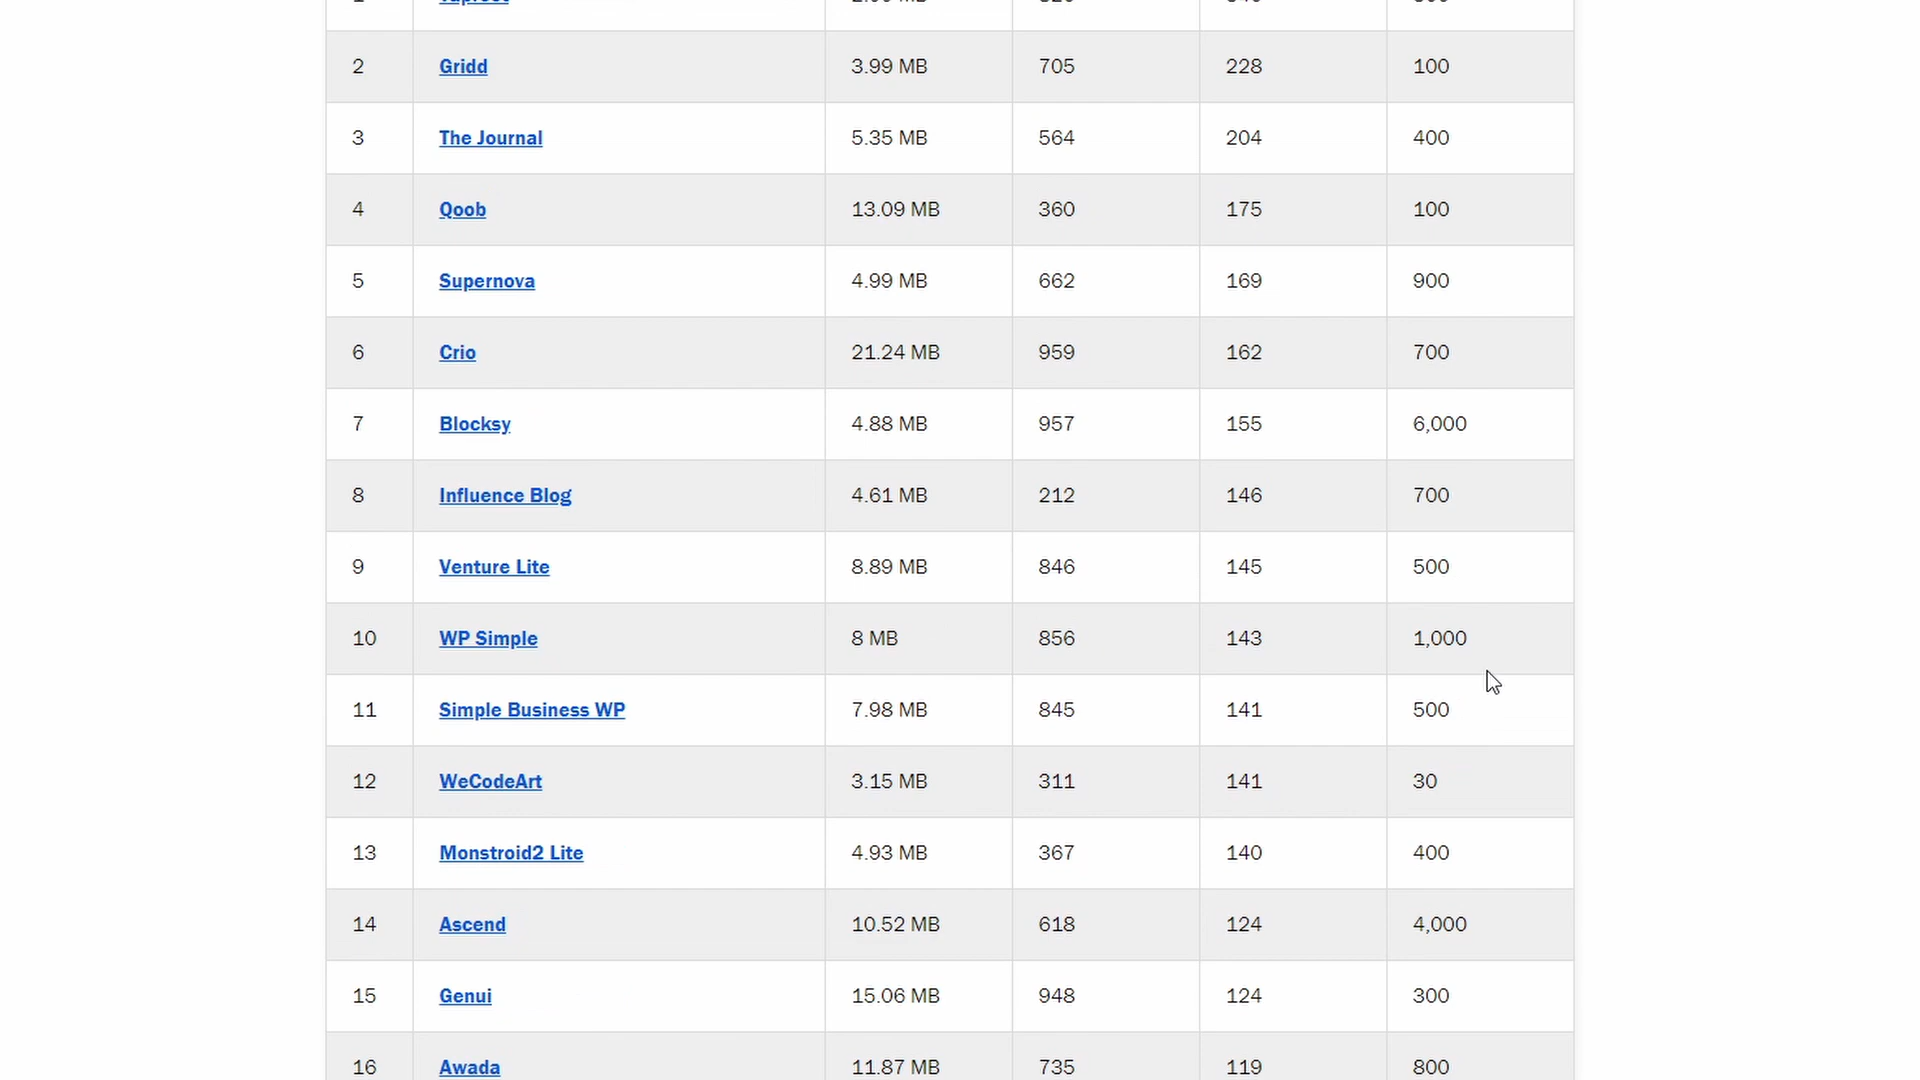 2 Gridd 3.99 MB 705 228 100
3 The Journal 5.35 MB 564 204 400
4 Qoob 13.09 MB 360 175 100
5 Supernova 4.99 MB 662 169 900
6 Crio 21.24 MB 959 162 700
7 Blocksy 4.88 MB 957 155 6,000
8 Influence Blog 4.61 MB 212 146 700
9 Venture Lite 8.89 MB 846 145 500
10 WP Simple 8 MB 856 143 1,000
11 Simple Business WP 7.98 MB 845 141 500
12 WeCodeArt 3.15 MB 311 141 30
13 Monstroid2 Lite 4.93 MB 367 140 400
14 Ascend 10.52 MB 618 124 4,000
15 Genui 15.06 MB 948 124 300
16 Awada 11.87 MB 735 119 800